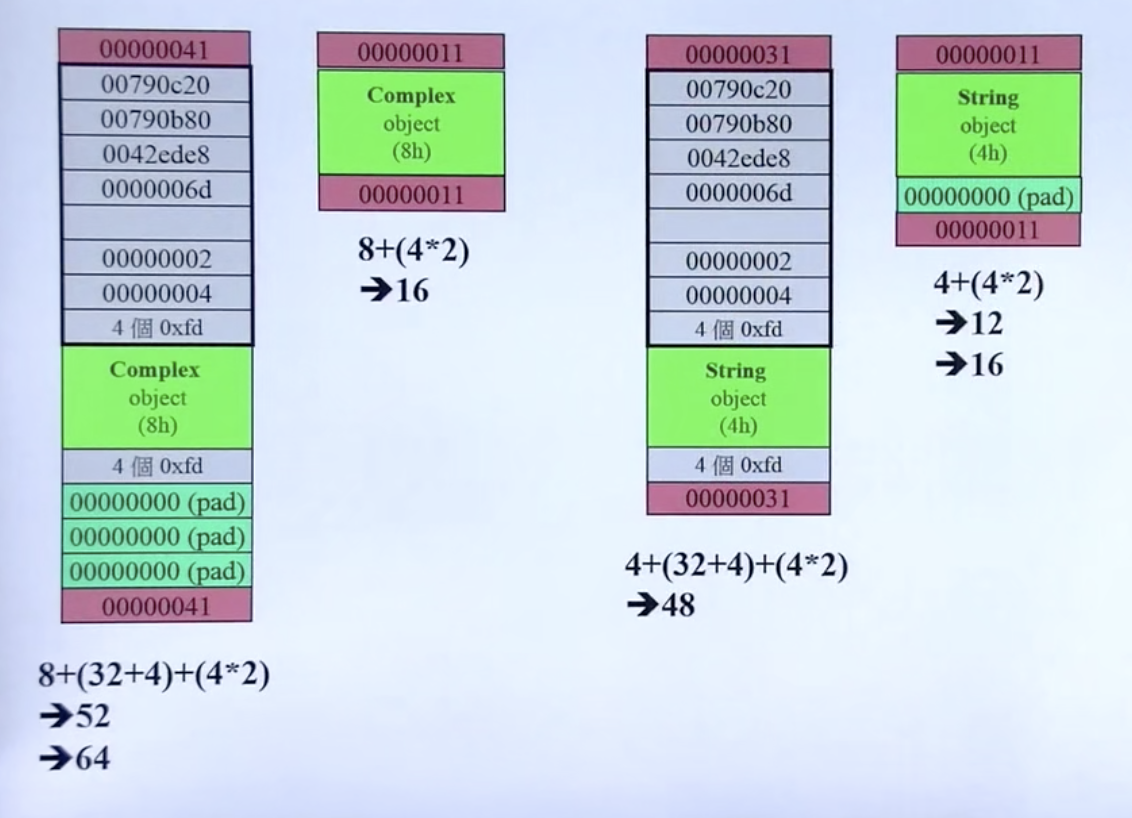 00000041
00790c20
00790b80
0042ede8
0000006d
00000002
00000004
4 個 0xfd
Complex
object
(8h)
4 個 0xfd
00000000 (pad)
00000000 (pad)
00000000 (pad)
00000041
8+(32+4)+(4*2)
➔52
➔64
00000011
Complex
object
(8h)
00000011
8+(4*2)
➔16
00000031
00790c20
00790b80
0042ede8
0000006d
00000002
00000004
4 個 0xfd
String
object
(4h)
4 個 0xfd
00000031
4+(32+4)+(4*2)
➔48
00000011
String
object
(4h)
00000000 (pad)
00000011
4+(4*2)
➔12
➔16